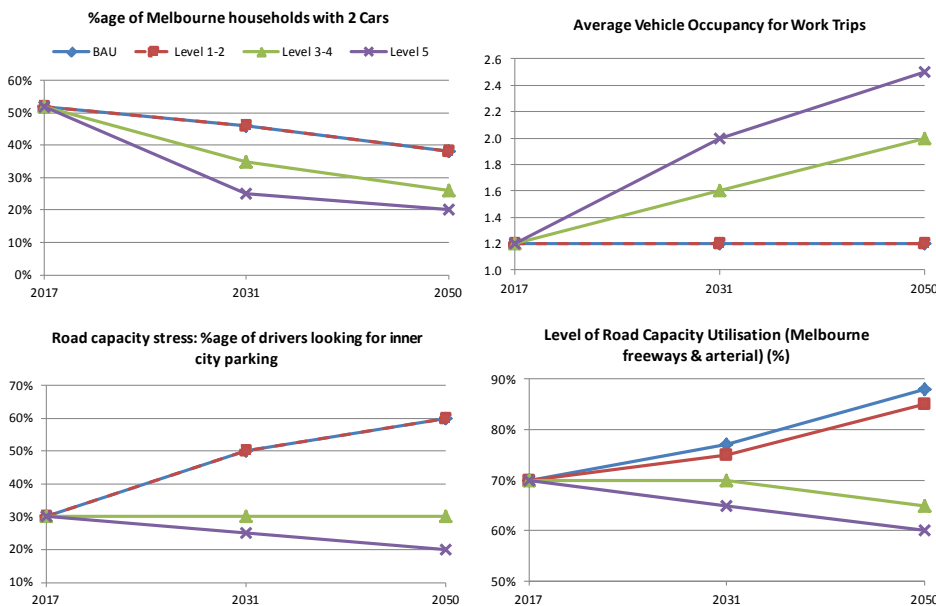 %age of Melbourne households with 2 Cars
BAU Level 1-2 Level 3-4 Level 5
60%
50%
40%
30%
20%
10%
0%
2017 2031 2050
Average Vehicle Occupancy for Work Trips
2.6
2.4
2.2
2.0
1.8
1.6
1.4
1.2
1.0
2017 2031 2050
Road capacity stress: %age of drivers looking for inner
city parking
70%
60%
50%
40%
30%
20%
10%
2017 2031 2050
Level of Road Capacity Utilisation (Melbourne
freeways & arterial) (%)
90%
80%
70%
60%
50%
2017 2031 2050